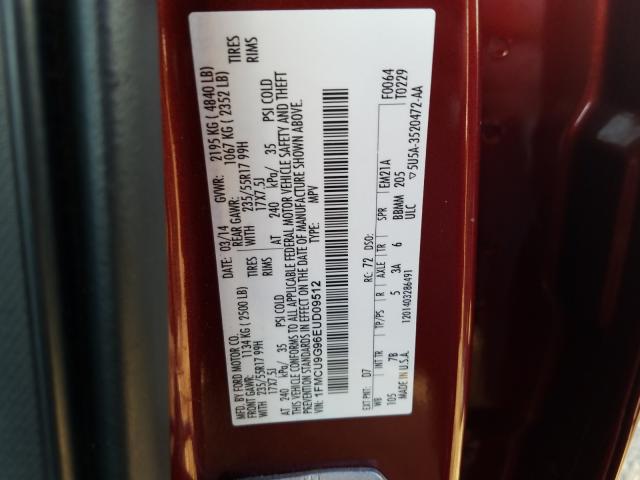 MFD. BY FORD MOTOR CO.
DATE: 03/14 GVWR: 2195 KG ( 4840 LB)
FRONT GAWR: 1134 KG ( 2500 LB) REAR GAWR: 1067 KG ( 2352 LB)
235/55R17 99H 235/55R17 99H TIRES
17X7.5J RIMS 17X7.5J RIMS
AT 240 kPa/ 35 PSI COLD AT 240 kPa/ 35 PSI COLD
THIS VEHICLE CONFORMS TO ALL APPLICABLE FEDERAL MOTOR VEHICLE SAFETY AND THEFT
PREVENTION STANDARDS IN EFFECT ON THE DATE OF MANUFACTURE SHOWN ABOVE.
VIN: 1FMCU9G96EUD09512 TYPE: MPV
EXT PNT: D7 RC: 72 DSO: F0064
WB INT TR TP/PS R AXLE TR SPR EM21A T0229
105 7B 5 3A 6 BBMM 205
MADE IN U.S.A. ULC ▽5U5A-3520472-AA
1201403286491